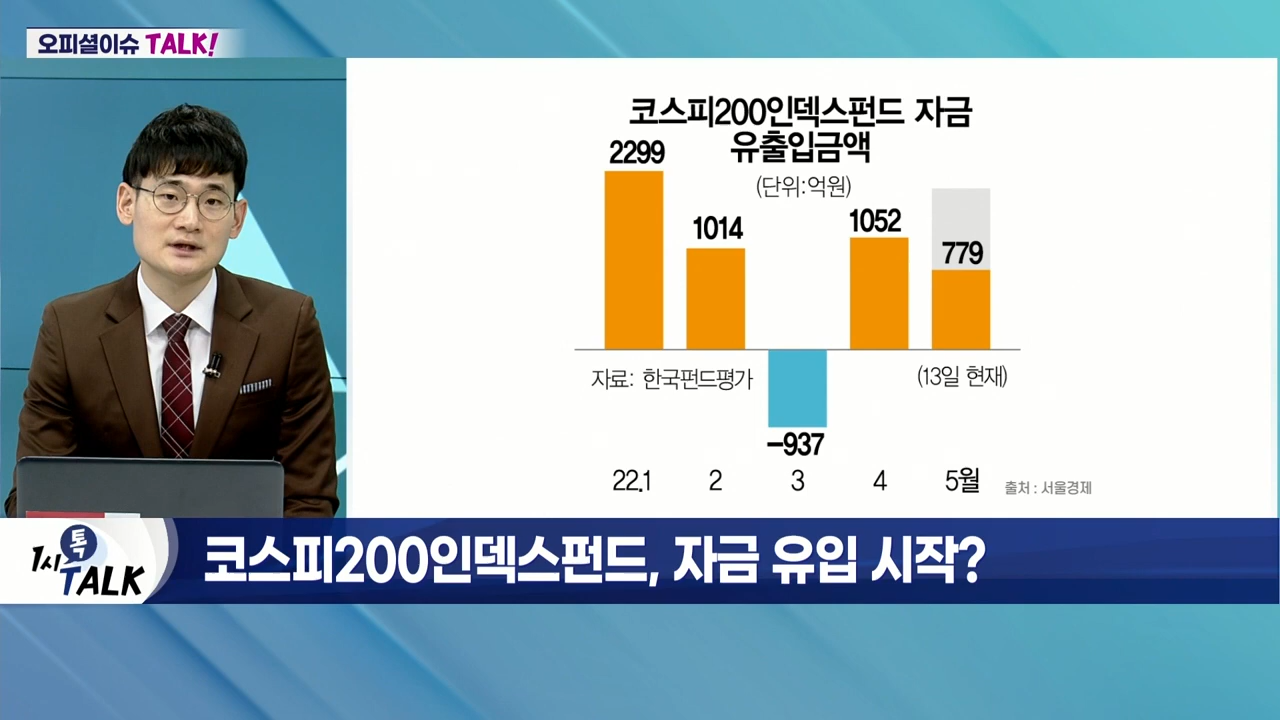 오피셜이슈 TALK!
코스피200인덱스펀드 자금
유출입금액
(단위:억원)
2299
1014
1052
779
자료: 한국펀드평가
(13일 현재)
-937
22.1 2 3 4 5월
출처 : 서울경제
1시 톡 TALK
코스피200인덱스펀드, 자금 유입 시작?